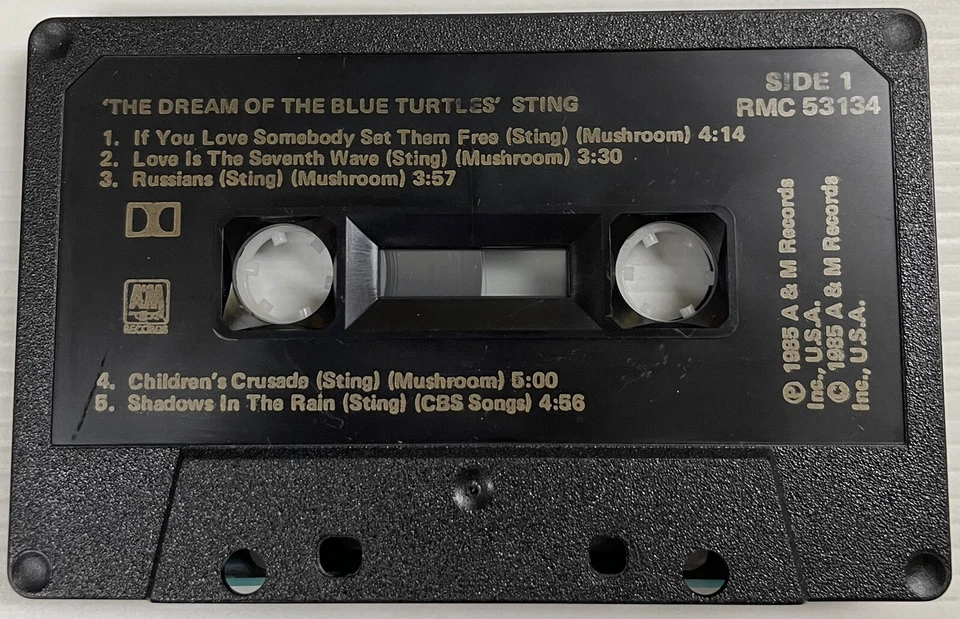 SIDE 1
'THE DREAM OF THE BLUE TURTLES' STING
RMC 53134
1. If You Love Somebody Set Them Free (Sting) (Mushroom) 4:14
2. Love Is The Seventh Wave (Sting) (Mushroom) 3:30
3. Russians (Sting) (Mushroom) 3:57
A&M
RECORDS
4. Children's Crusade (Sting) (Mushroom) 5:00
5. Shadows In The Rain (Sting) (CBS Songs) 4:56
Ⓟ 1985 A & M Records
Inc., U.S.A.
© 1985 A & M Records
Inc., U.S.A.